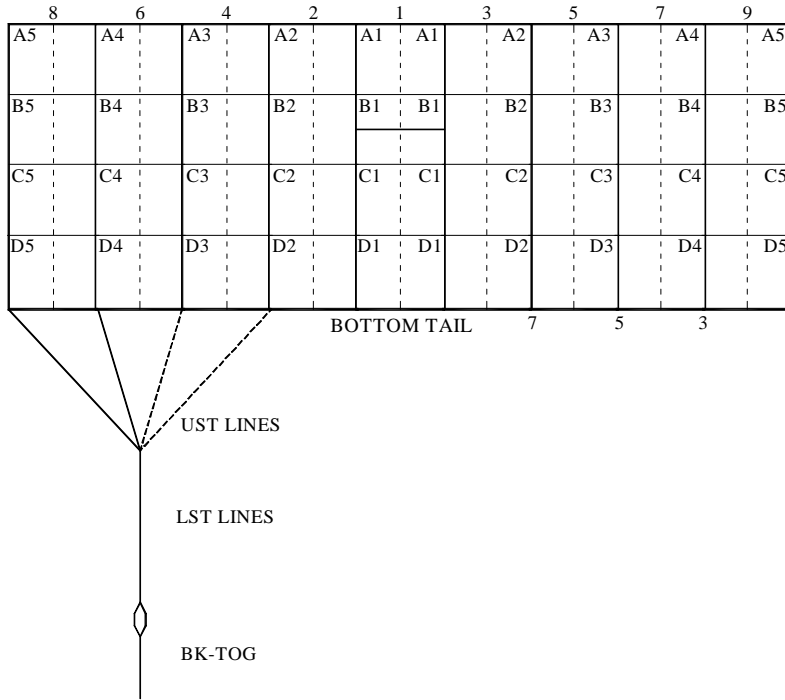 8 6 4 2 1 3 5 7 9
A5 A4 A3 A2 A1 A1 A2 A3 A4 A5
B5 B4 B3 B2 B1 B1 B2 B3 B4 B5
C5 C4 C3 C2 C1 C1 C2 C3 C4 C5
D5 D4 D3 D2 D1 D1 D2 D3 D4 D5
BOTTOM TAIL 7 5 3
UST LINES
LST LINES
BK-TOG